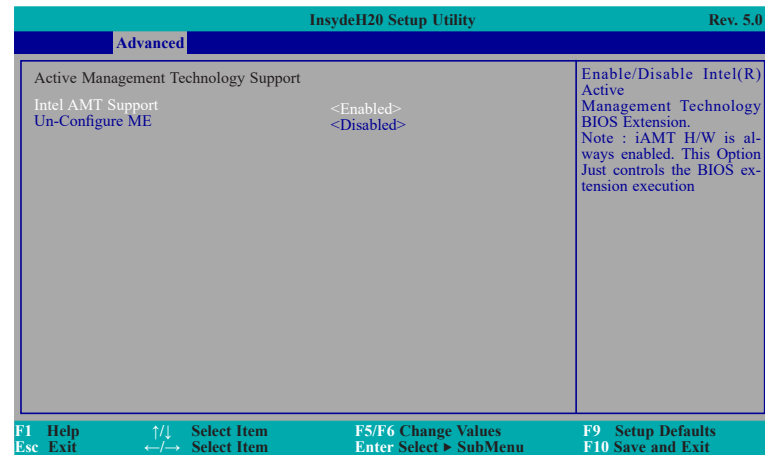 InsydeH20 Setup Utility Rev. 5.0
Advanced
Active Management Technology Support
Intel AMT Support <Enabled>
Un-Configure ME <Disabled>
Enable/Disable Intel(R)
Active
Management Technology
BIOS Extension.
Note : iAMT H/W is al-
ways enabled. This Option
Just controls the BIOS ex-
tension execution
F1 Help ↑/↓ Select Item F5/F6 Change Values F9 Setup Defaults
Esc Exit ←/→ Select Item Enter Select ► SubMenu F10 Save and Exit